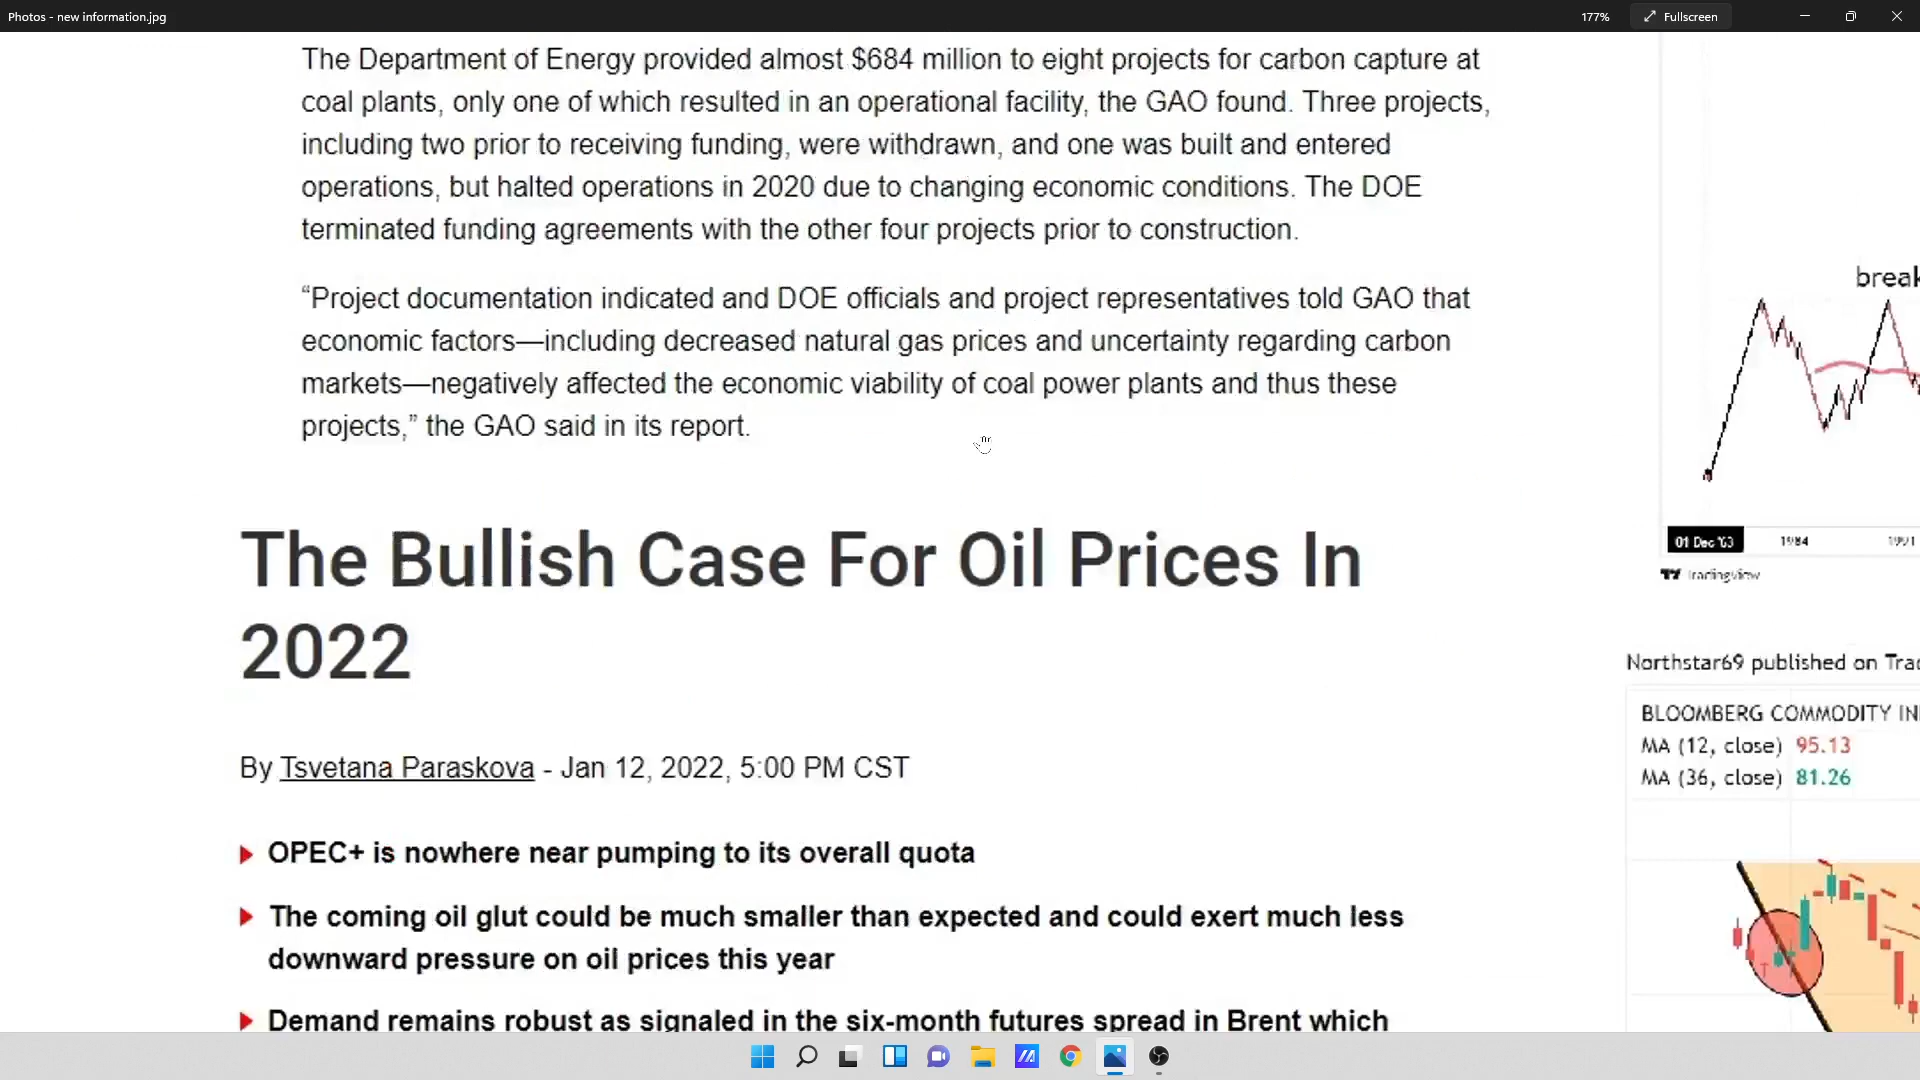 Photos - new information.jpg
177%
Fullscreen
The Department of Energy provided almost $684 million to eight projects for carbon capture at
coal plants, only one of which resulted in an operational facility, the GAO found. Three projects,
including two prior to receiving funding, were withdrawn, and one was built and entered
operations, but halted operations in 2020 due to changing economic conditions. The DOE
terminated funding agreements with the other four projects prior to construction.
“Project documentation indicated and DOE officials and project representatives told GAO that
economic factors—including decreased natural gas prices and uncertainty regarding carbon
markets—negatively affected the economic viability of coal power plants and thus these
projects,” the GAO said in its report.
The Bullish Case For Oil Prices In
2022
By Tsvetana Paraskova - Jan 12, 2022, 5:00 PM CST
OPEC+ is nowhere near pumping to its overall quota
The coming oil glut could be much smaller than expected and could exert much less
downward pressure on oil prices this year
Demand remains robust as signaled in the six-month futures spread in Brent which
break
1984
1991
TradingView
Northstar69 published on Trad
BLOOMBERG COMMODITY IN
MA (12, close) 95.13
MA (36, close) 81.26